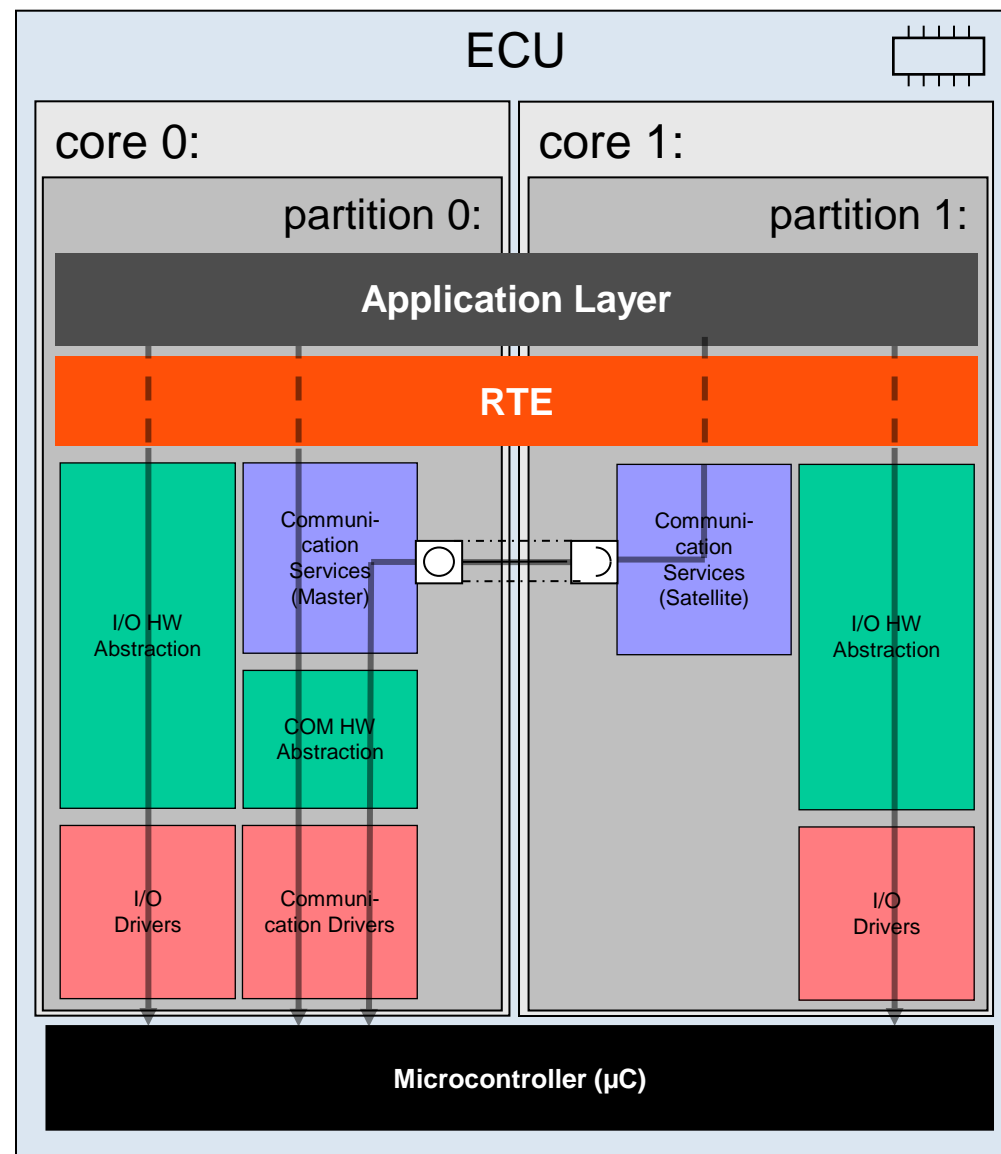 ECU
core 0:
core 1:
partition 0:
partition 1:
Application Layer
RTE
I/O HW
Abstraction
Communi-
cation
Services
(Master)
Communi-
cation
Services
(Satellite)
I/O HW
Abstraction
COM HW
Abstraction
I/O
Drivers
Communi-
cation Drivers
I/O
Drivers
Microcontroller (µC)